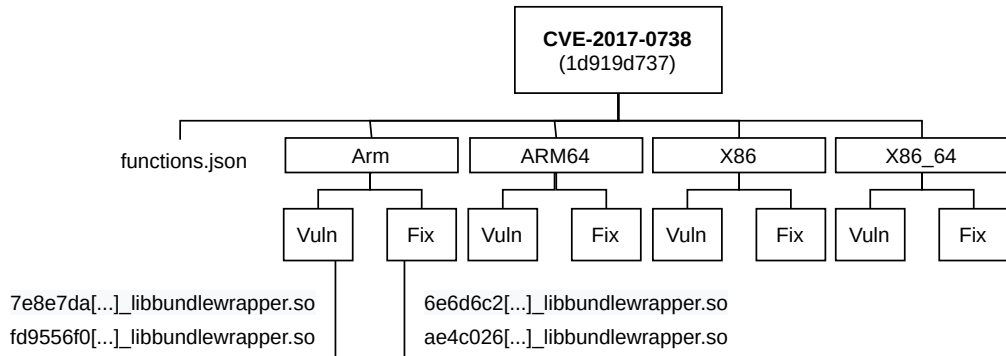 CVE-2017-0738
(1d919d737)
functions.json
Arm
ARM64
X86
X86_64
Vuln
Fix
Vuln
Fix
Vuln
Fix
Vuln
Fix
7e8e7da[...]_libbundlewrapper.so
6e6d6c2[...]_libbundlewrapper.so
fd9556f0[...]_libbundlewrapper.so
ae4c026[...]_libbundlewrapper.so